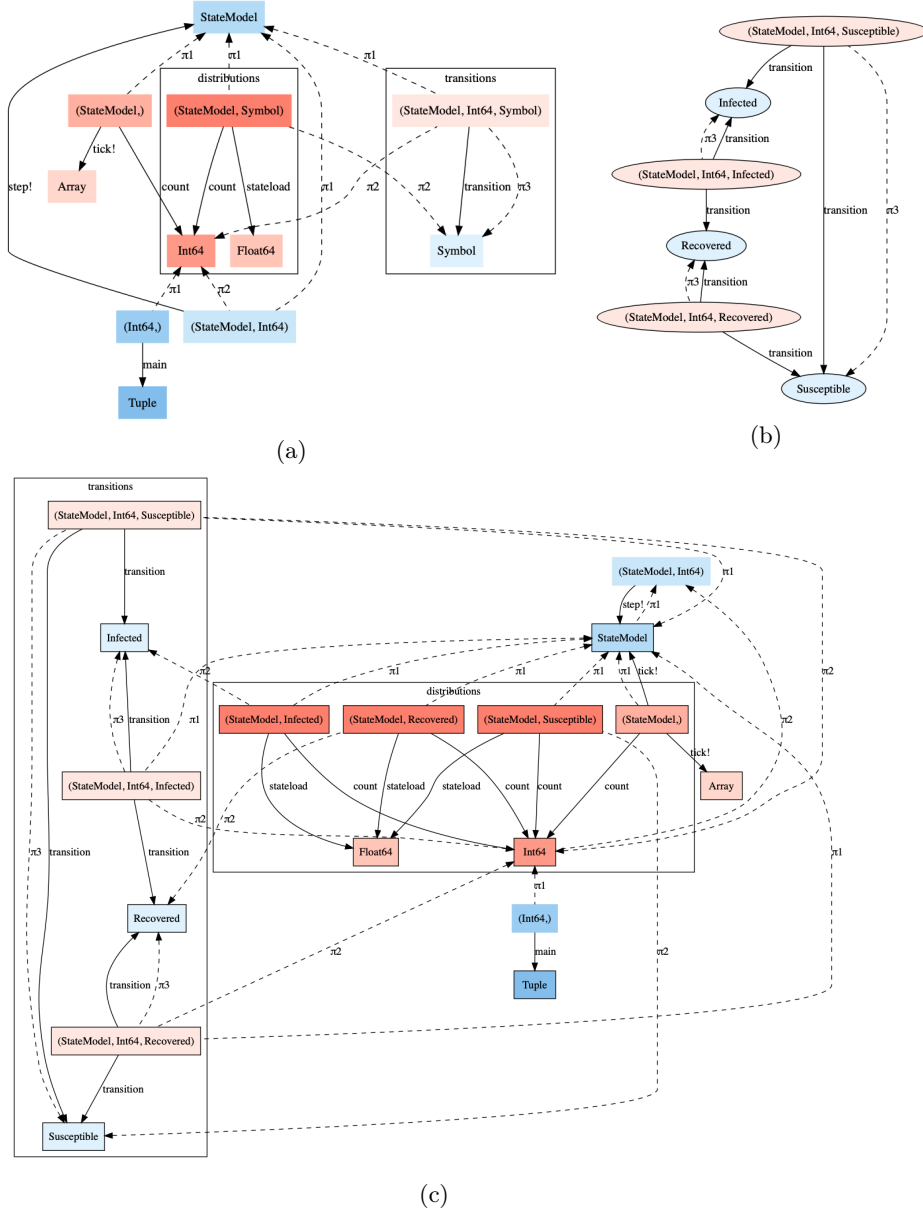 StateModel
π1
π1
π1
distributions
transitions
(StateModel,)
(StateModel, Symbol)
(StateModel, Int64, Symbol)
tick!
Array
step!
count
count
stateload
π1
π2
π2
transition
π3
Int64
Float64
Symbol
π1
π2
(Int64,)
(StateModel, Int64)
main
Tuple
(a)
(StateModel, Int64, Susceptible)
transition
Infected
π3
transition
(StateModel, Int64, Infected)
transition
transition
π3
Recovered
π3
transition
(StateModel, Int64, Recovered)
transition
Susceptible
(b)
transitions
(StateModel, Int64, Susceptible)
transition
(StateModel, Int64)
π1
step!
π1
Infected
StateModel
π2
π1
π1
π1
π1
tick!
π2
distributions
π3
transition
π1
(StateModel, Infected)
(StateModel, Recovered)
(StateModel, Susceptible)
(StateModel,)
π2
tick!
(StateModel, Int64, Infected)
stateload
count
stateload
stateload
count
count
count
Array
π2
π2
π3
transition
transition
Float64
Int64
π1
π1
Recovered
(Int64,)
π2
main
π2
transition
π3
Tuple
(StateModel, Int64, Recovered)
transition
Susceptible
(c)